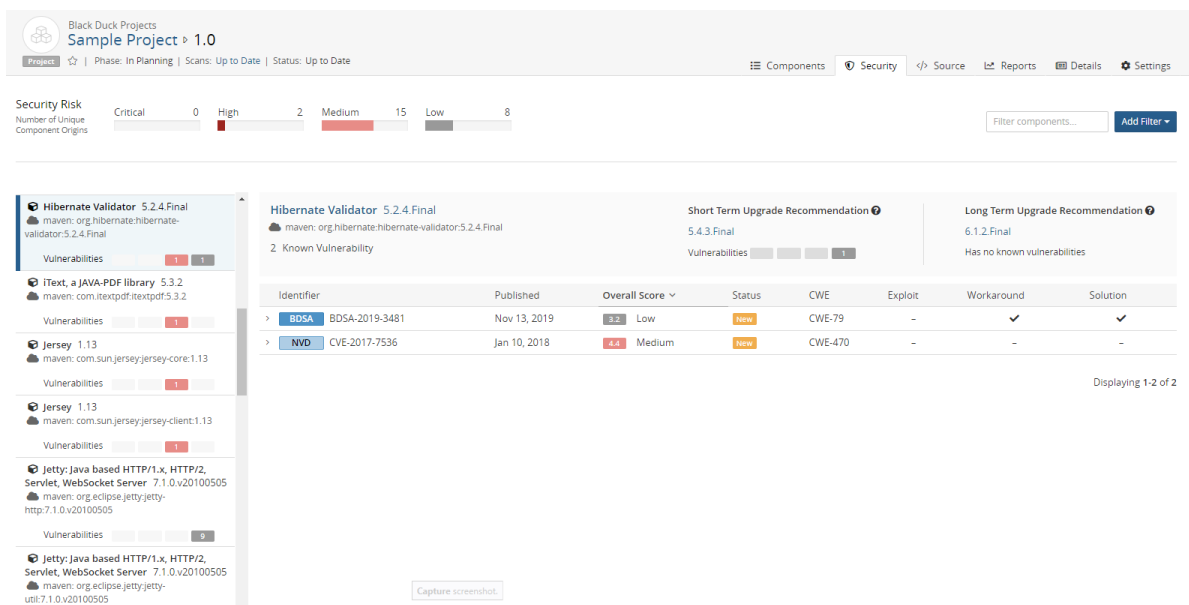 Black Duck Projects
Sample Project 1.0
Project | Phase: In Planning | Scans: Up to Date | Status: Up to Date
Components Security </> Source Reports Details Settings
Security Risk
Number of Unique
Component Origins
Critical 0 High 2 Medium 15 Low 8
Filter components... Add Filter
Hibernate Validator 5.2.4.Final
maven: org.hibernate:hibernate-
validator:5.2.4.Final
Vulnerabilities 1 1
iText, a JAVA-PDF library 5.3.2
maven: com.itextpdf:itextpdf:5.3.2
Vulnerabilities 1
Jersey 1.13
maven: com.sun.jersey:jersey-core:1.13
Vulnerabilities 1
Jersey 1.13
maven: com.sun.jersey:jersey-client:1.13
Vulnerabilities 1
Jetty: Java based HTTP/1.x, HTTP/2,
Servlet, WebSocket Server 7.1.0.v20100505
maven: org.eclipse.jetty:jetty-
http:7.1.0.v20100505
Vulnerabilities 9
Jetty: Java based HTTP/1.x, HTTP/2,
Servlet, WebSocket Server 7.1.0.v20100505
maven: org.eclipse.jetty:jetty-
util:7.1.0.v20100505
Hibernate Validator 5.2.4.Final
maven: org.hibernate:hibernate-validator:5.2.4.Final
2 Known Vulnerability
Short Term Upgrade Recommendation
5.4.3.Final
Vulnerabilities 1
Long Term Upgrade Recommendation
6.1.2.Final
Has no known vulnerabilities
Identifier Published Overall Score Status CWE Exploit Workaround Solution
BDSA BDSA-2019-3481 Nov 13, 2019 3.2 Low New CWE-79 –
NVD CVE-2017-7536 Jan 10, 2018 4.4 Medium New CWE-470 – – –
Displaying 1-2 of 2
Capture screenshot.